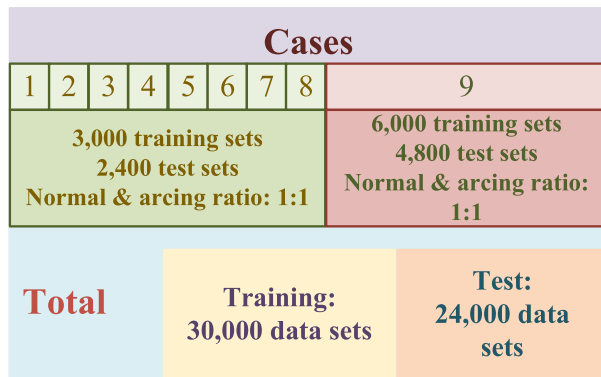 Cases
1 2 3 4 5 6 7 8 9
3,000 training sets
2,400 test sets
Normal & arcing ratio: 1:1
6,000 training sets
4,800 test sets
Normal & arcing ratio:
1:1
Total
Training:
30,000 data sets
Test:
24,000 data
sets